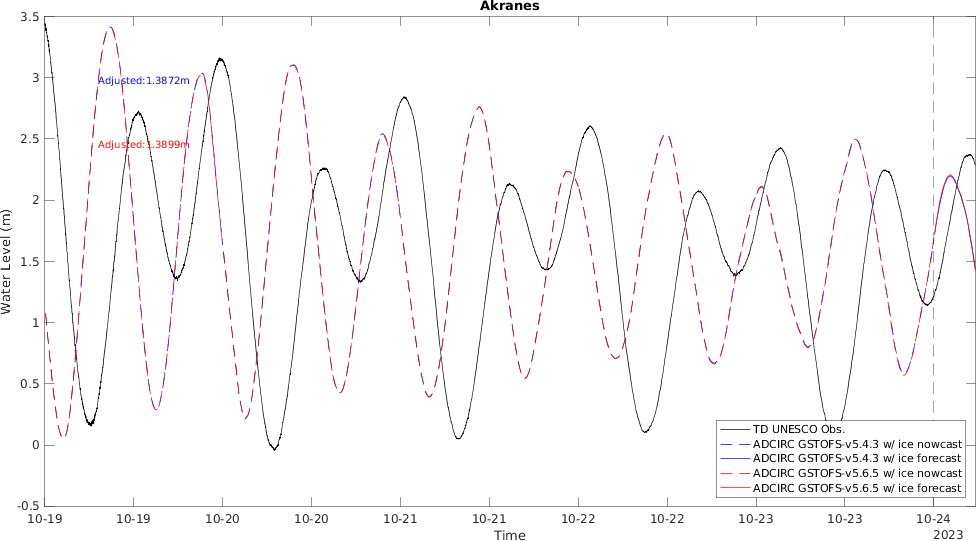 Akranes
3.5
3
2.5
2
1.5
1
0.5
0
-0.5
Water Level (m)
Adjusted:1.3872m
Adjusted:1.3899m
TD UNESCO Obs.
ADCIRC GSTOFS-v5.4.3 w/ ice nowcast
ADCIRC GSTOFS-v5.4.3 w/ ice forecast
ADCIRC GSTOFS-v5.6.5 w/ ice nowcast
ADCIRC GSTOFS-v5.6.5 w/ ice forecast
10-19 10-19 10-20 10-20 10-21 10-21 10-22 10-22 10-23 10-23 10-24
Time
2023